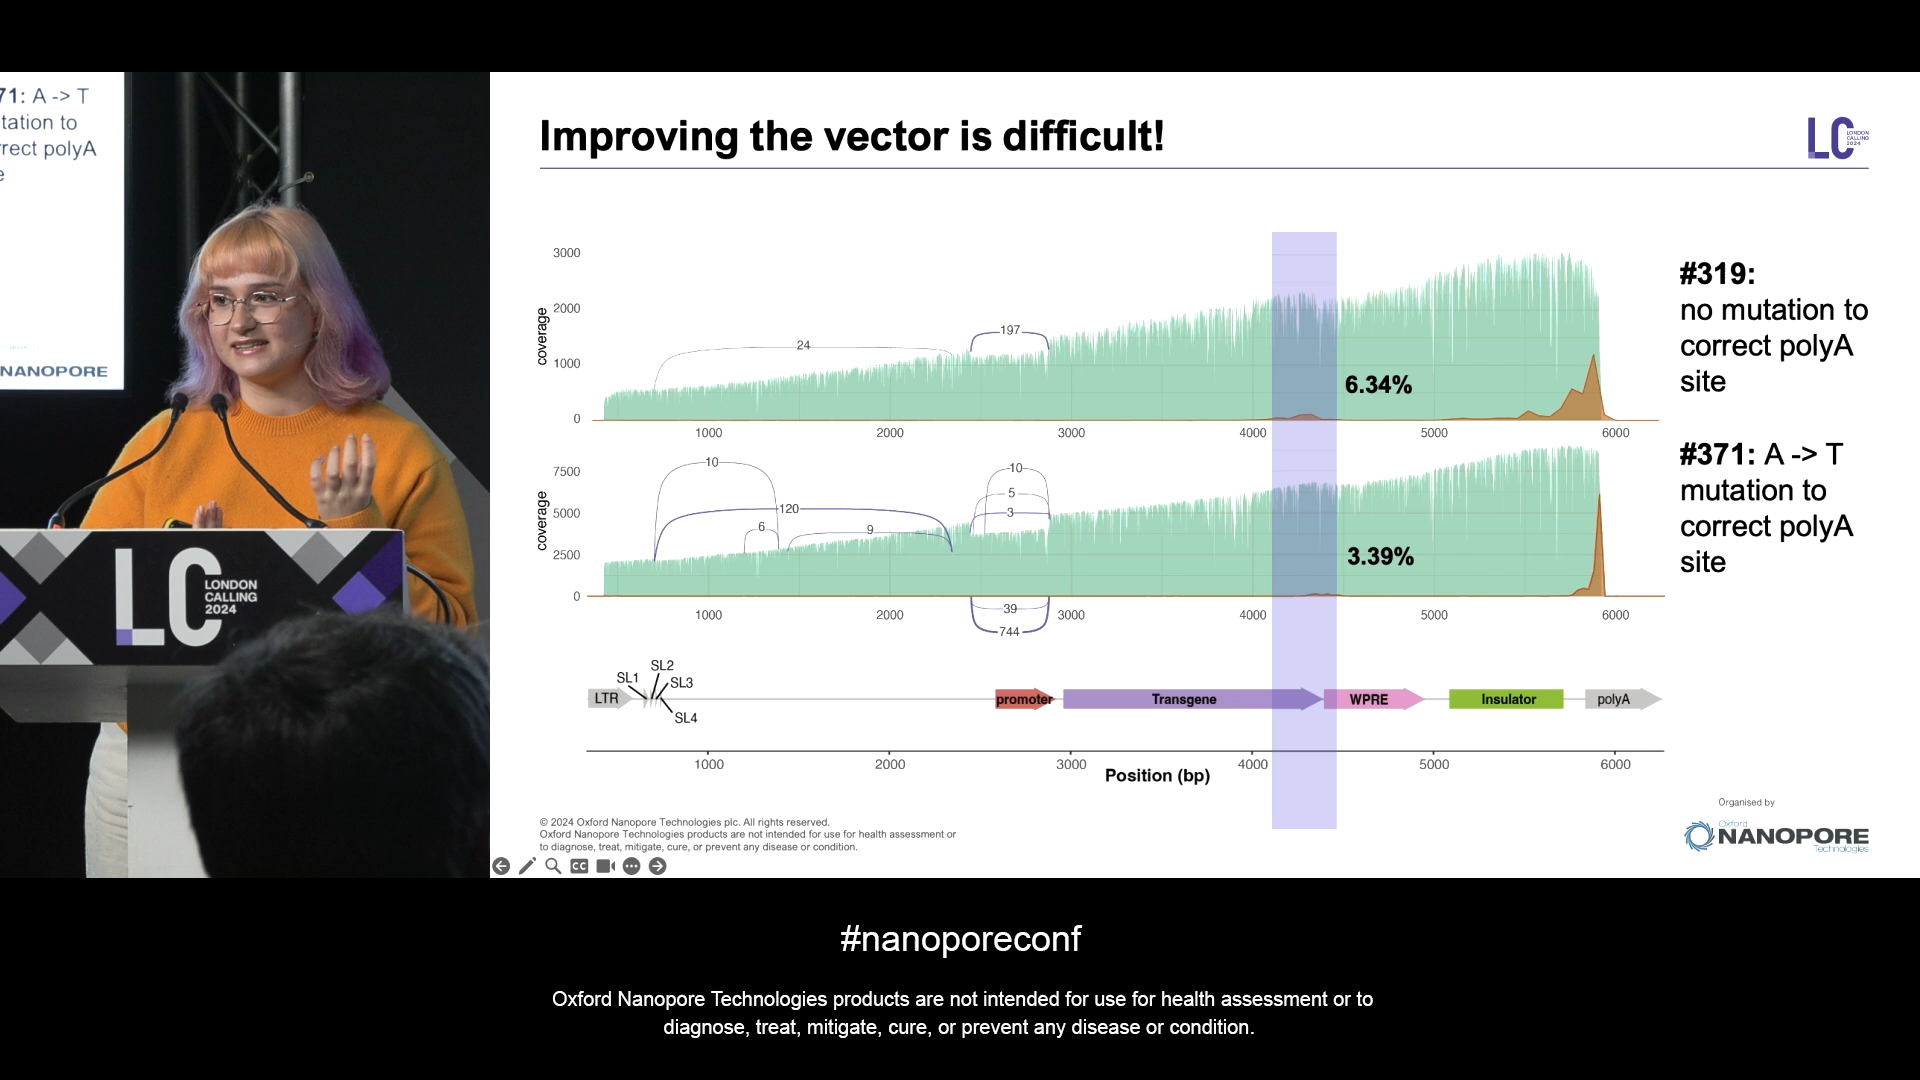 71: A -> T
tation to
rrect polyA
e
NANOPORE
LC
LONDON
CALLING
2024
Improving the vector is difficult!
LC
LONDON
CALLING
2024
3000
2000
1000
0
coverage
24
197
6.34%
1000
2000
3000
4000
5000
6000
#319:
no mutation to
correct polyA
site
7500
5000
2500
0
coverage
10
120
6
9
10
5
3
39
744
3.39%
1000
2000
3000
4000
5000
6000
#371: A -> T
mutation to
correct polyA
site
LTR
SL1
SL2
SL3
SL4
promoter
Transgene
WPRE
Insulator
polyA
1000
2000
3000
4000
5000
6000
Position (bp)
© 2024 Oxford Nanopore Technologies plc. All rights reserved.
Oxford Nanopore Technologies products are not intended for use for health assessment or
to diagnose, treat, mitigate, cure, or prevent any disease or condition.
CC
Organised by
Oxford
NANOPORE
Technologies
#nanoporeconf
Oxford Nanopore Technologies products are not intended for use for health assessment or to
diagnose, treat, mitigate, cure, or prevent any disease or condition.